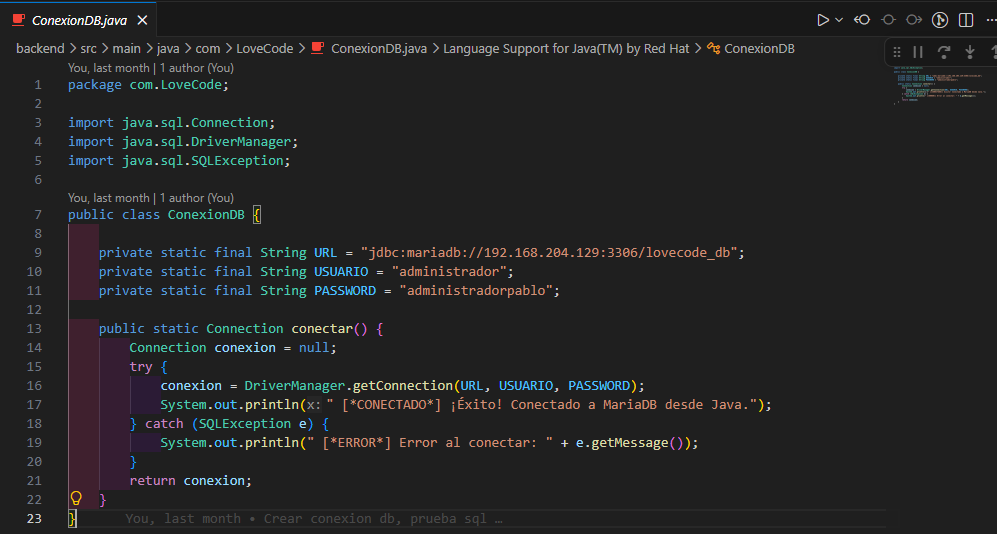 ConexionDB.java
backend > src > main > java > com > LoveCode > ConexionDB.java > Language Support for Java(TM) by Red Hat > ConexionDB
You, last month | 1 author (You)
1 package com.LoveCode;
2
3 import java.sql.Connection;
4 import java.sql.DriverManager;
5 import java.sql.SQLException;
6
You, last month | 1 author (You)
7 public class ConexionDB {
8
9 private static final String URL = "jdbc:mariadb://192.168.204.129:3306/lovecode_db";
10 private static final String USUARIO = "administrador";
11 private static final String PASSWORD = "administradorpablo";
12
13 public static Connection conectar() {
14 Connection conexion = null;
15 try {
16 conexion = DriverManager.getConnection(URL, USUARIO, PASSWORD);
17 System.out.println(x:" [*CONECTADO*] ¡Éxito! Conectado a MariaDB desde Java.");
18 } catch (SQLException e) {
19 System.out.println(" [*ERROR*] Error al conectar: " + e.getMessage());
20 }
21 return conexion;
22 }
23 } You, last month • Crear conexion db, prueba sql …